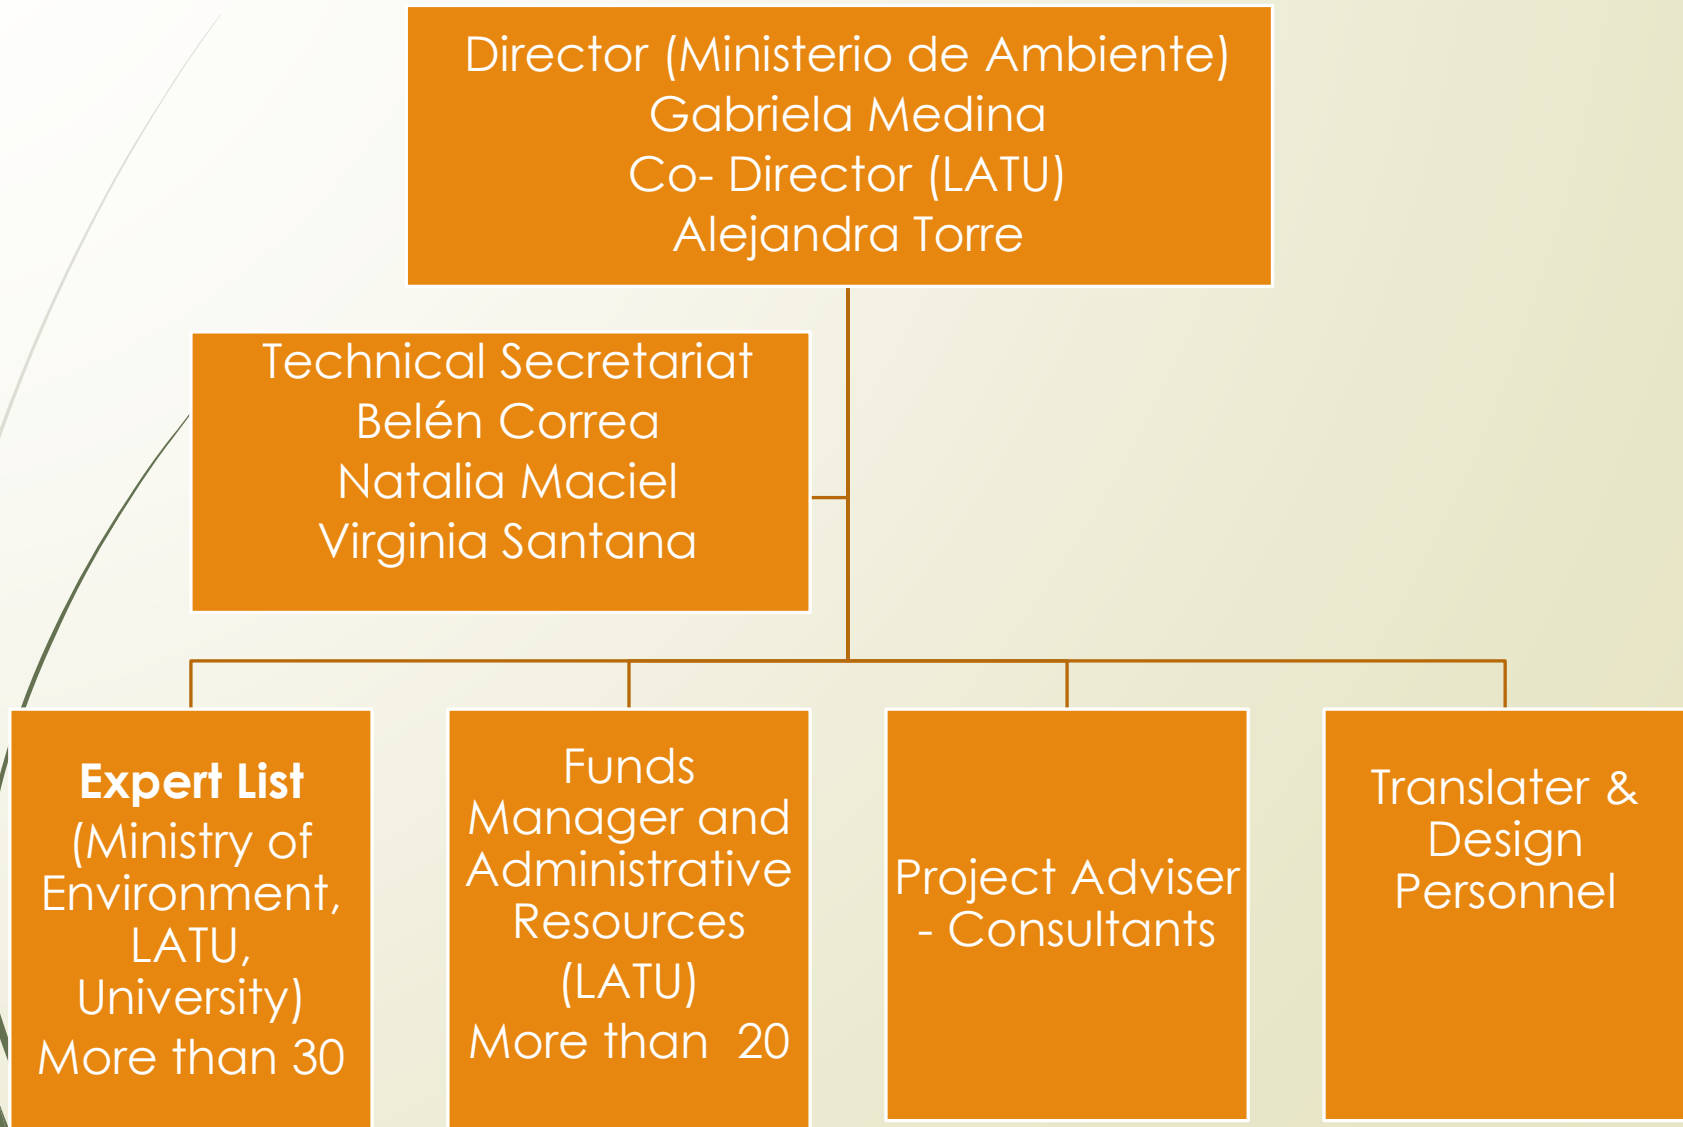 Director (Ministerio de Ambiente)
Gabriela Medina
Co- Director (LATU)
Alejandra Torre
Technical Secretariat
Belén Correa
Natalia Maciel
Virginia Santana
Expert List
(Ministry of
Environment,
LATU,
University)
More than 30
Funds
Manager and
Administrative
Resources
(LATU)
More than  20
Project Adviser
- Consultants
Translater &
Design
Personnel